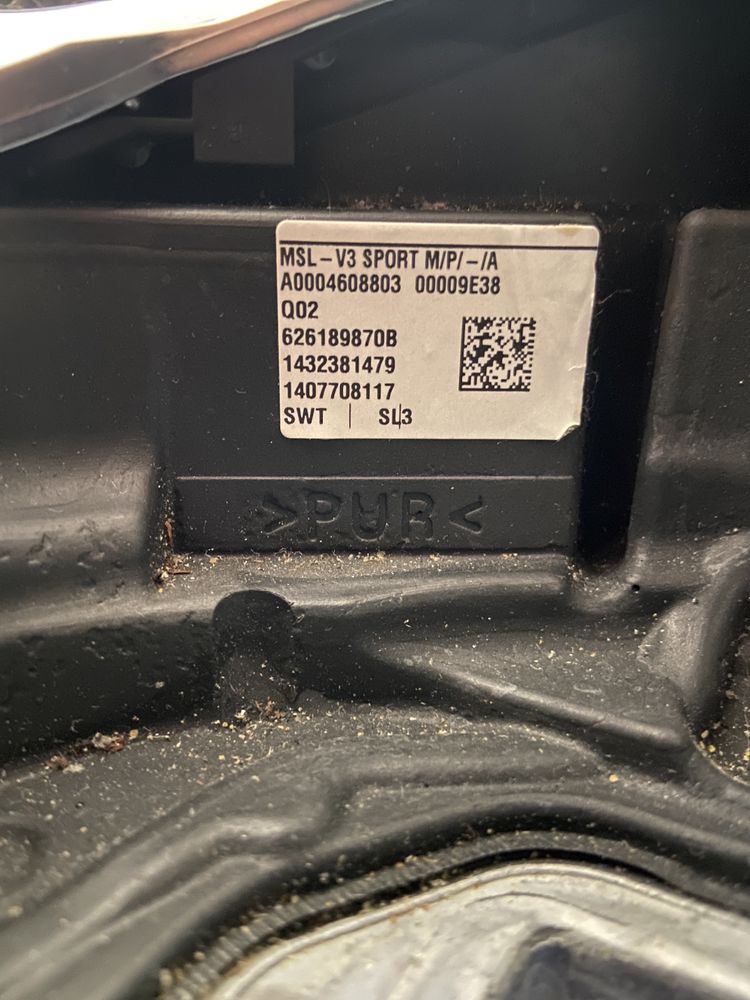 MSL-V3 SPORT M/P/-/A
A0004608803 00009E38
Q02
626189870B
1432381479
1407708117
SWT | SL3
>PUR<